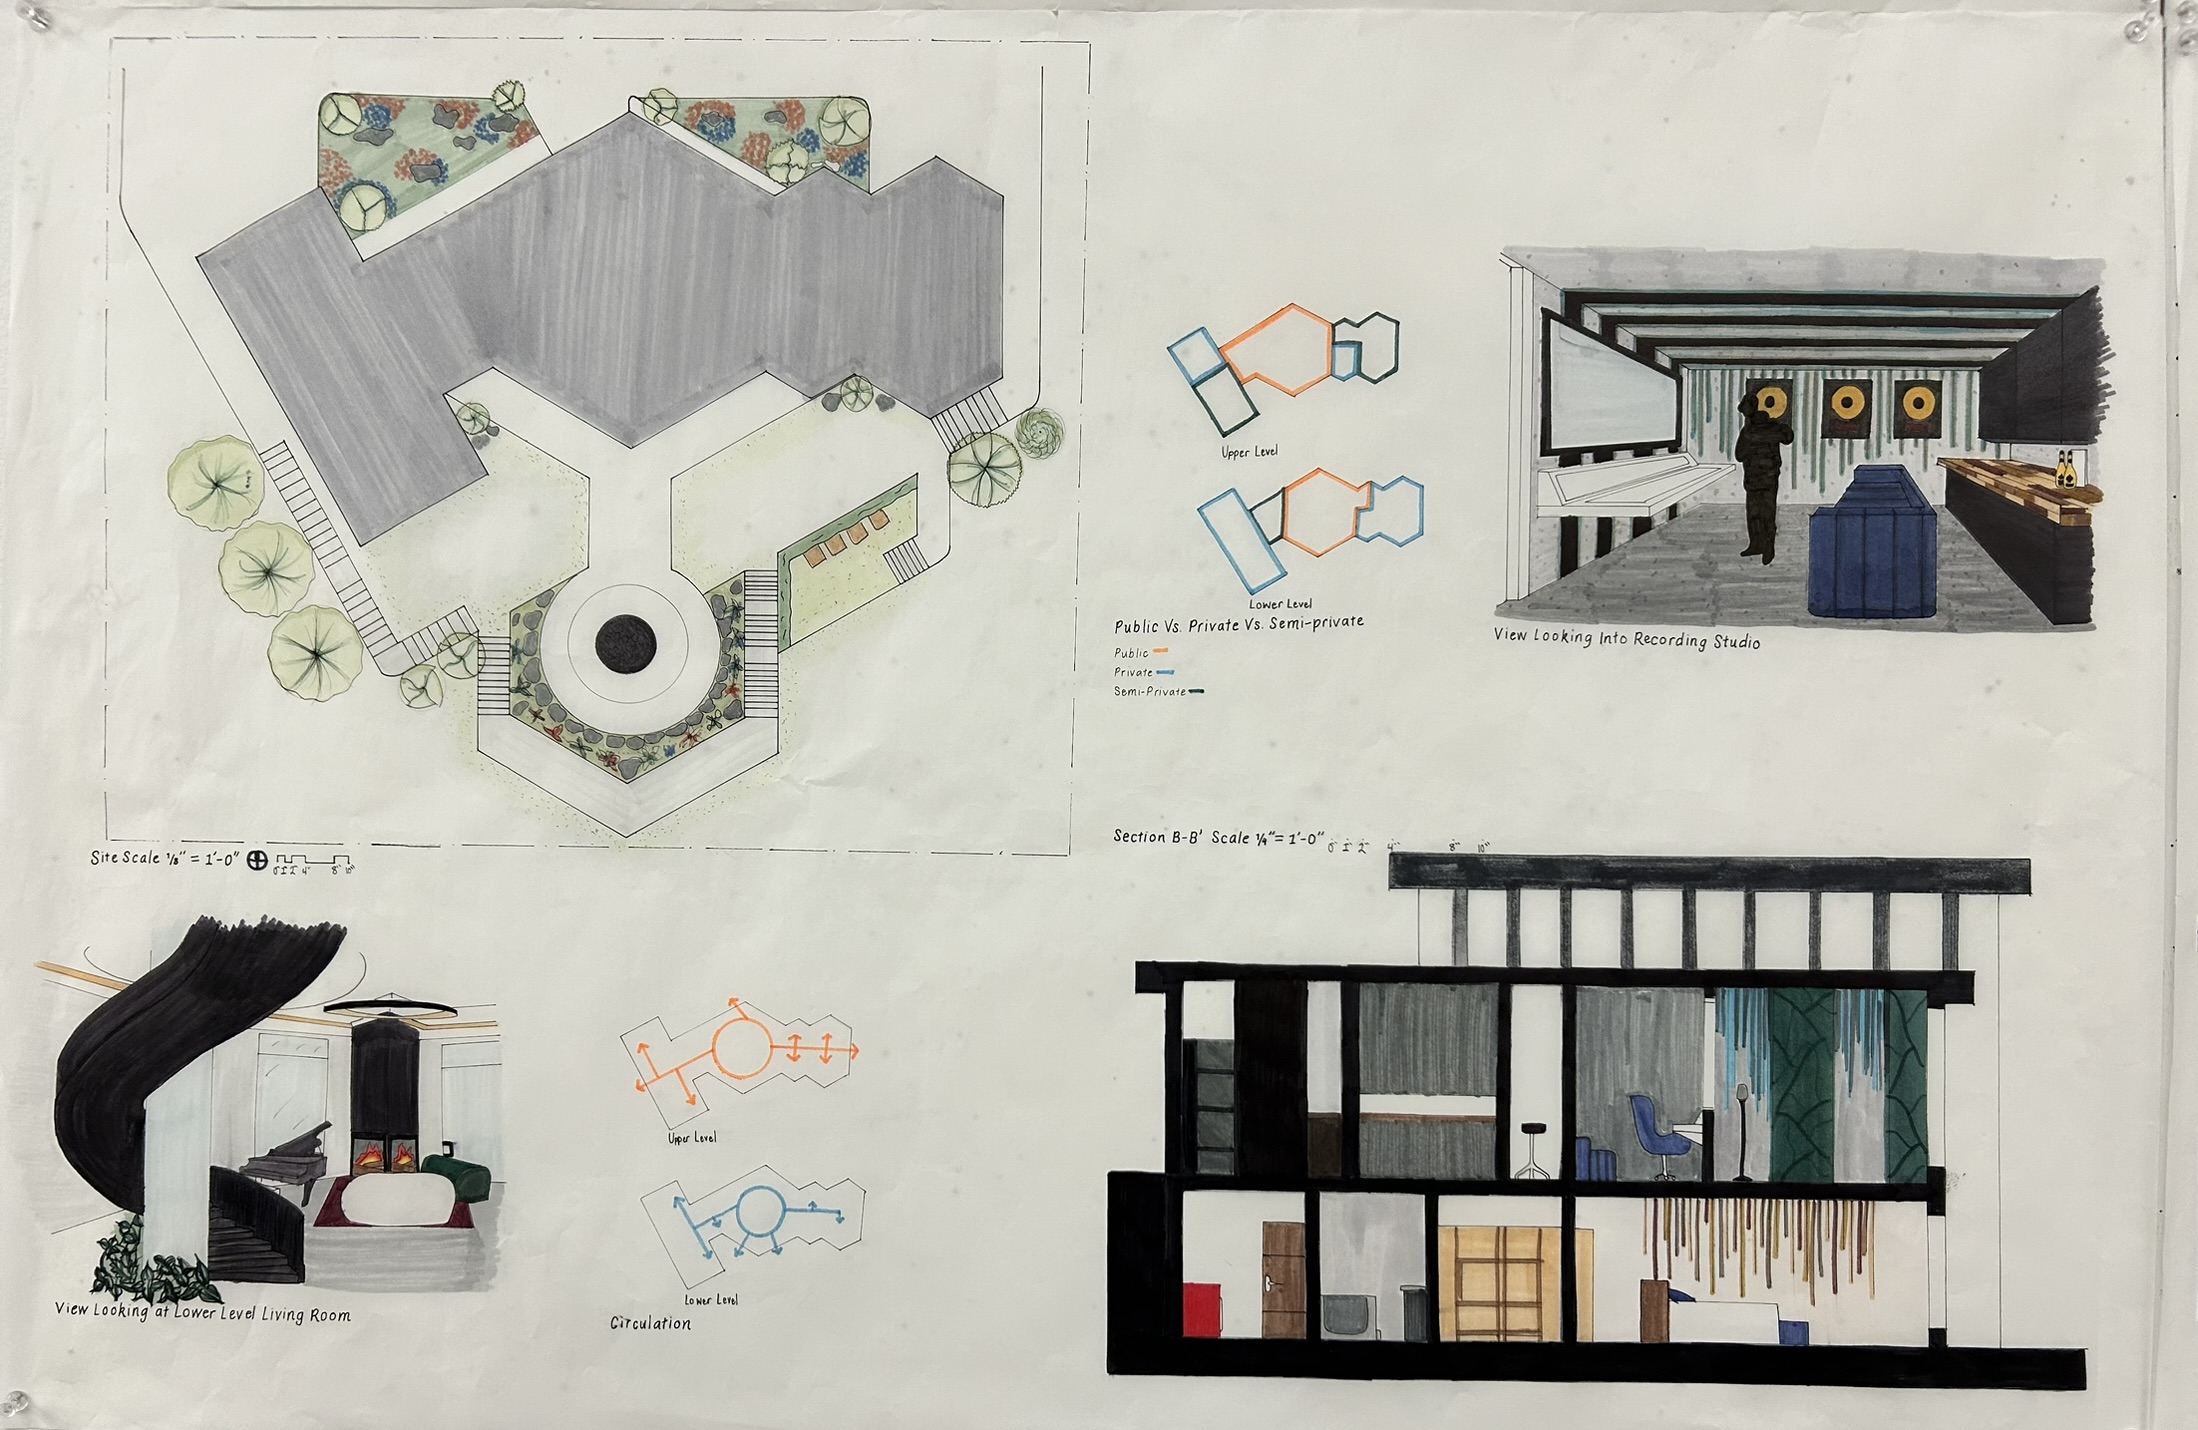 Upper Level
Lower Level
Public Vs. Private Vs. Semi-private
Public
Private
Semi-Private
View Looking Into Recording Studio
Site Scale 1/8" = 1'-0"
0' 1' 2' 4' 8' 10'
Section B-B' Scale 1/4" = 1'-0"
0' 1' 2' 4' 8' 10'
View Looking at Lower Level Living Room
Upper Level
Lower Level
Circulation